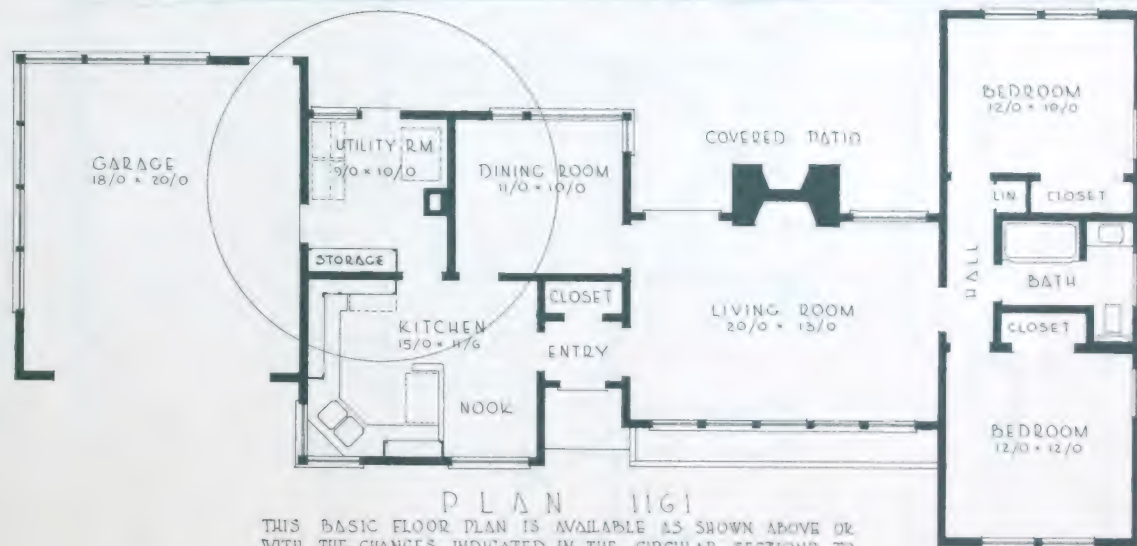 BEDROOM
12/0 × 10/0
GARAGE
18/0 × 20/0
UTILITY RM
9/0 × 10/0
DINING ROOM
11/0 × 10/0
COVERED PATIO
LIN
CLOSET
STORAGE
CLOSET
HALL
BATH
KITCHEN
15/0 × 11/6
LIVING ROOM
20/0 × 13/0
CLOSET
ENTRY
NOOK
BEDROOM
12/0 × 12/0
PLAN 1161
THIS BASIC FLOOR PLAN IS AVAILABLE AS SHOWN ABOVE OR
WITH THE CHANGES INDICATED IN THE CIRCULAR SECTIONS TO